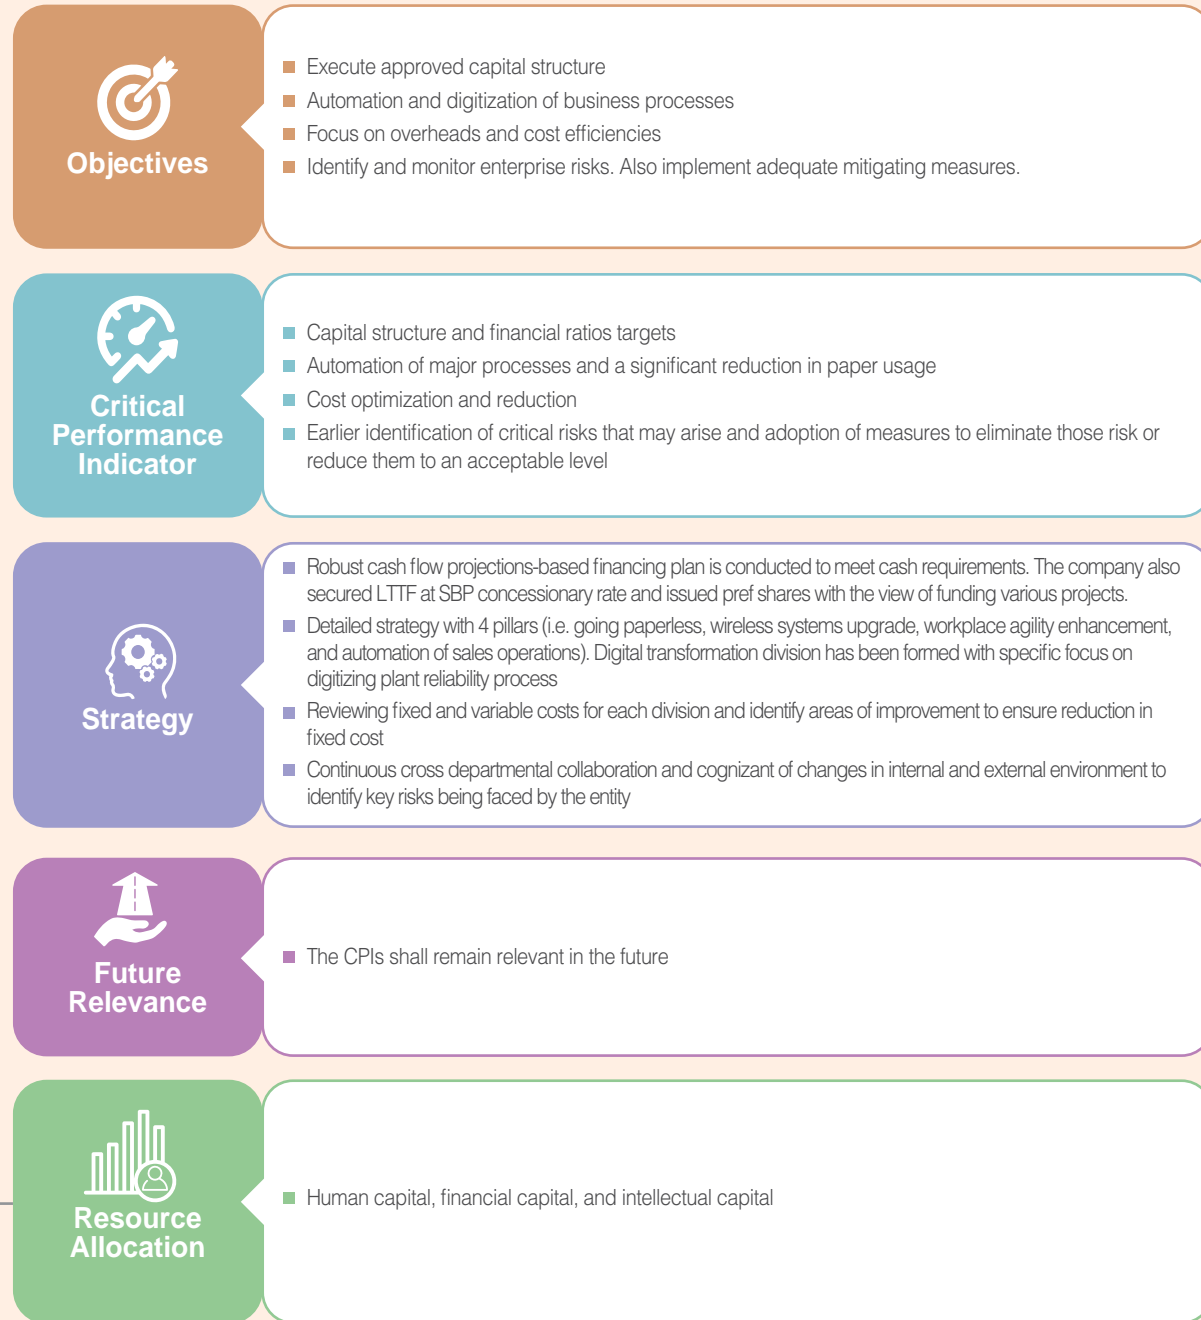 Objectives
Execute approved capital structure
Automation and digitization of business processes
Focus on overheads and cost efficiencies
Identify and monitor enterprise risks. Also implement adequate mitigating measures.
Critical
Performance
Indicator
Capital structure and financial ratios targets
Automation of major processes and a significant reduction in paper usage
Cost optimization and reduction
Earlier identification of critical risks that may arise and adoption of measures to eliminate those risk or
reduce them to an acceptable level
Strategy
Robust cash flow projections-based financing plan is conducted to meet cash requirements. The company also
secured LTTF at SBP concessionary rate and issued pref shares with the view of funding various projects.
Detailed strategy with 4 pillars (i.e. going paperless, wireless systems upgrade, workplace agility enhancement,
and automation of sales operations). Digital transformation division has been formed with specific focus on
digitizing plant reliability process
Reviewing fixed and variable costs for each division and identify areas of improvement to ensure reduction in
fixed cost
Continuous cross departmental collaboration and cognizant of changes in internal and external environment to
identify key risks being faced by the entity
Future
Relevance
The CPIs shall remain relevant in the future
Resource
Allocation
Human capital, financial capital, and intellectual capital